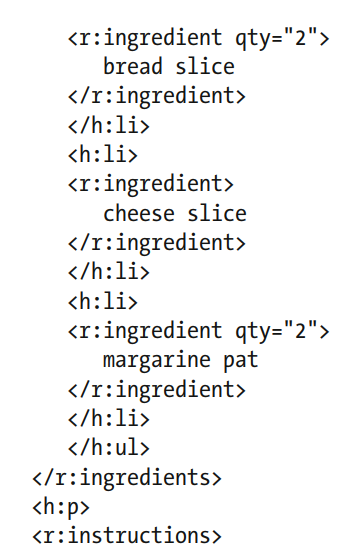 <r:ingredient qty="2">
bread slice
</r:ingredient>
</h:li>
<h:li>
<r:ingredient>
cheese slice
</r:ingredient>
</h:li>
<h:li>
<r:ingredient qty="2">
margarine pat
</r:ingredient>
</h:li>
</h:ul>
</r:ingredients>
<h:p>
<r:instructions>